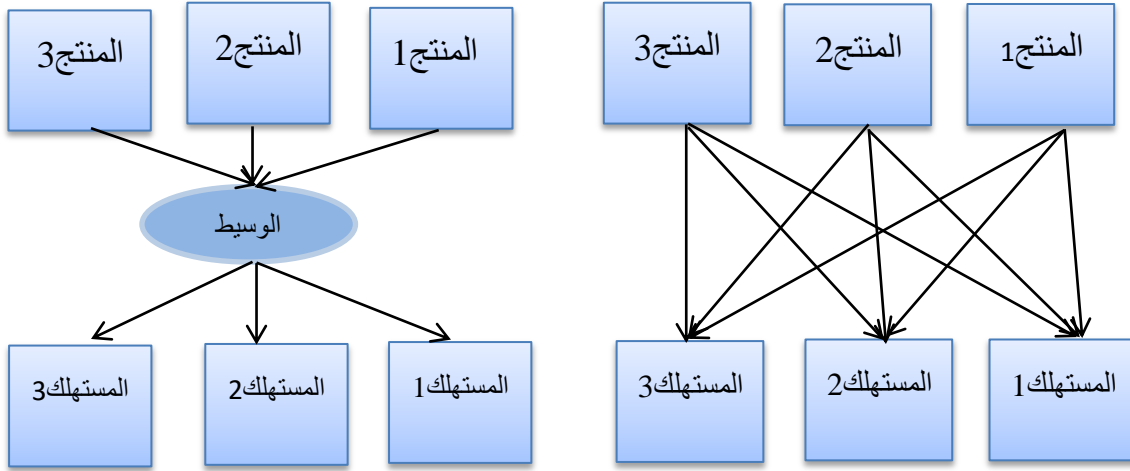 المنتج1
المنتج2
المنتج3
المستهلك1
المستهلك2
المستهلك3
المنتج1
المنتج2
المنتج3
الوسيط
المستهلك1
المستهلك2
المستهلك3